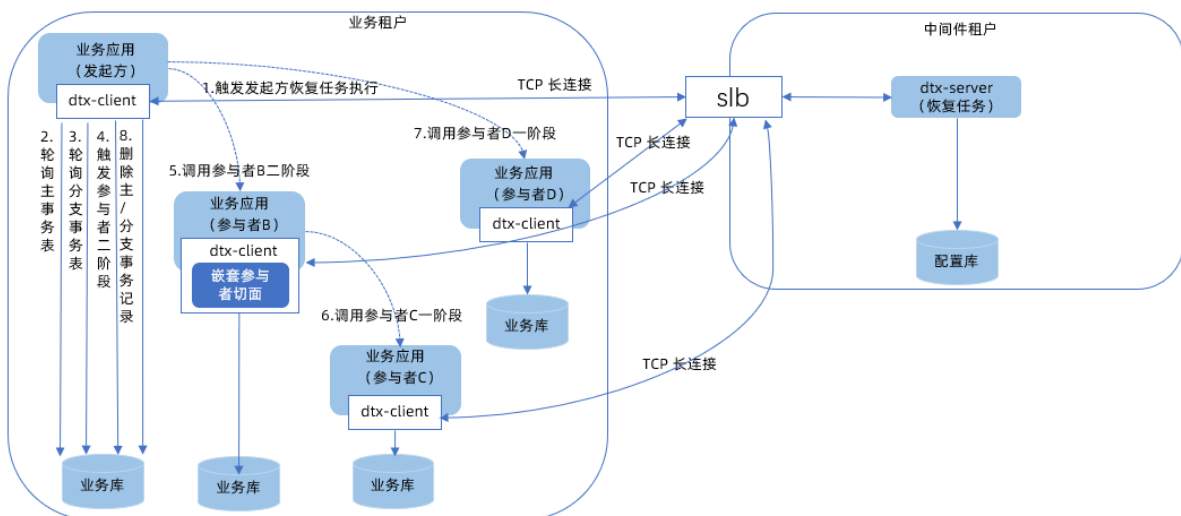 业务租户
中间件租户
业务应用
（发起方）
dtx-client
1.触发发起方恢复任务执行
TCP 长连接
slb
dtx-server
（恢复任务）
2.轮询主事务表
3.轮询分支事务表
4.触发参与者二阶段
8.删除主/分支事务记录
7.调用参与者D一阶段
TCP 长连接
5.调用参与者B二阶段
业务应用
（参与者D）
dtx-client
TCP 长连接
业务应用
（参与者B）
dtx-client
嵌套参与
者切面
配置库
6.调用参与者C一阶段
业务库
业务应用
（参与者C）
dtx-client
TCP 长连接
业务库
业务库
业务库